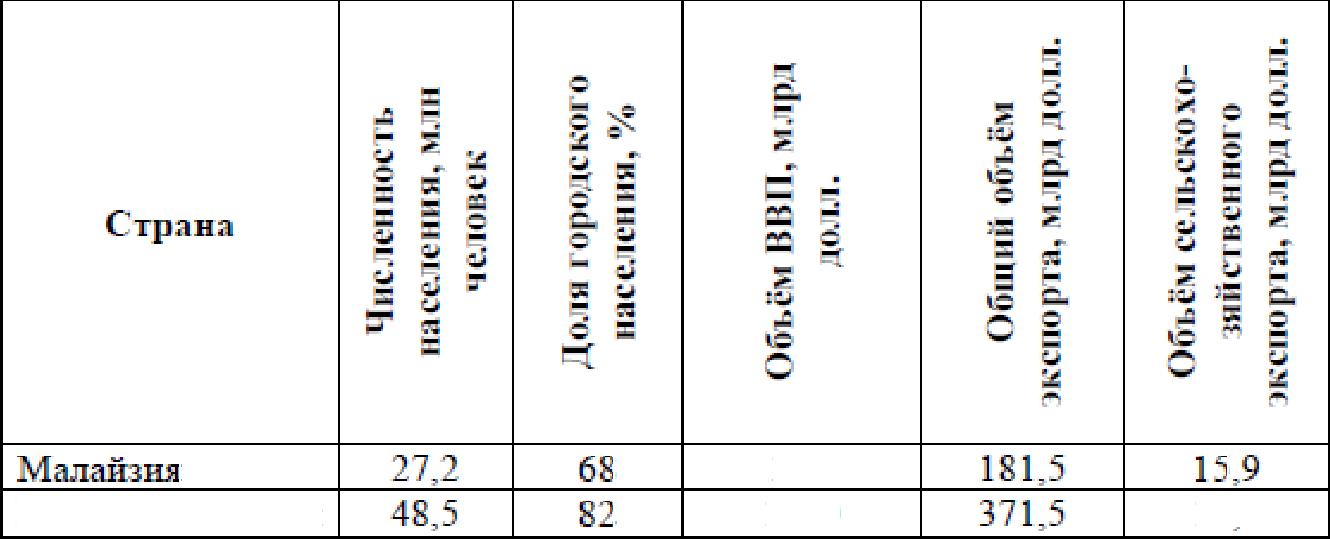 Страна
Численность
населения, млн
человек
Доля городского
населения, %
Объём ВВП, млрд
долл.
Общий объём
экспорта, млрд долл.
Объём сельскохо-
зяйственного
экспорта, млрд долл.
Малайзия 27,2 68 181,5 15,9
48,5 82 371,5